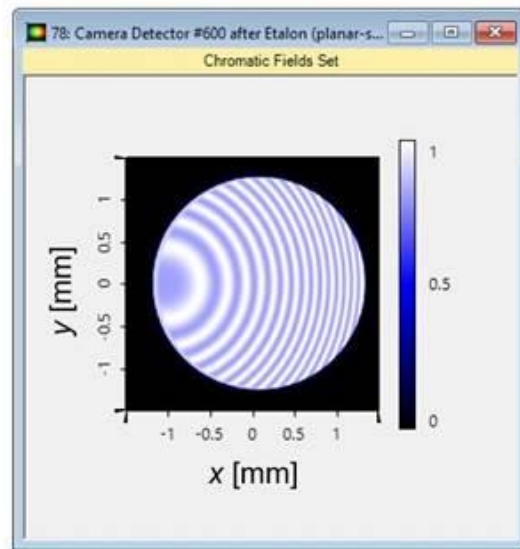 78: Camera Detector #600 after Etalon (planar-s...
Chromatic Fields Set
1
0.5
0
-0.5
-1
y [mm]
-1 -0.5 0 0.5 1
x [mm]
1
0.5
0